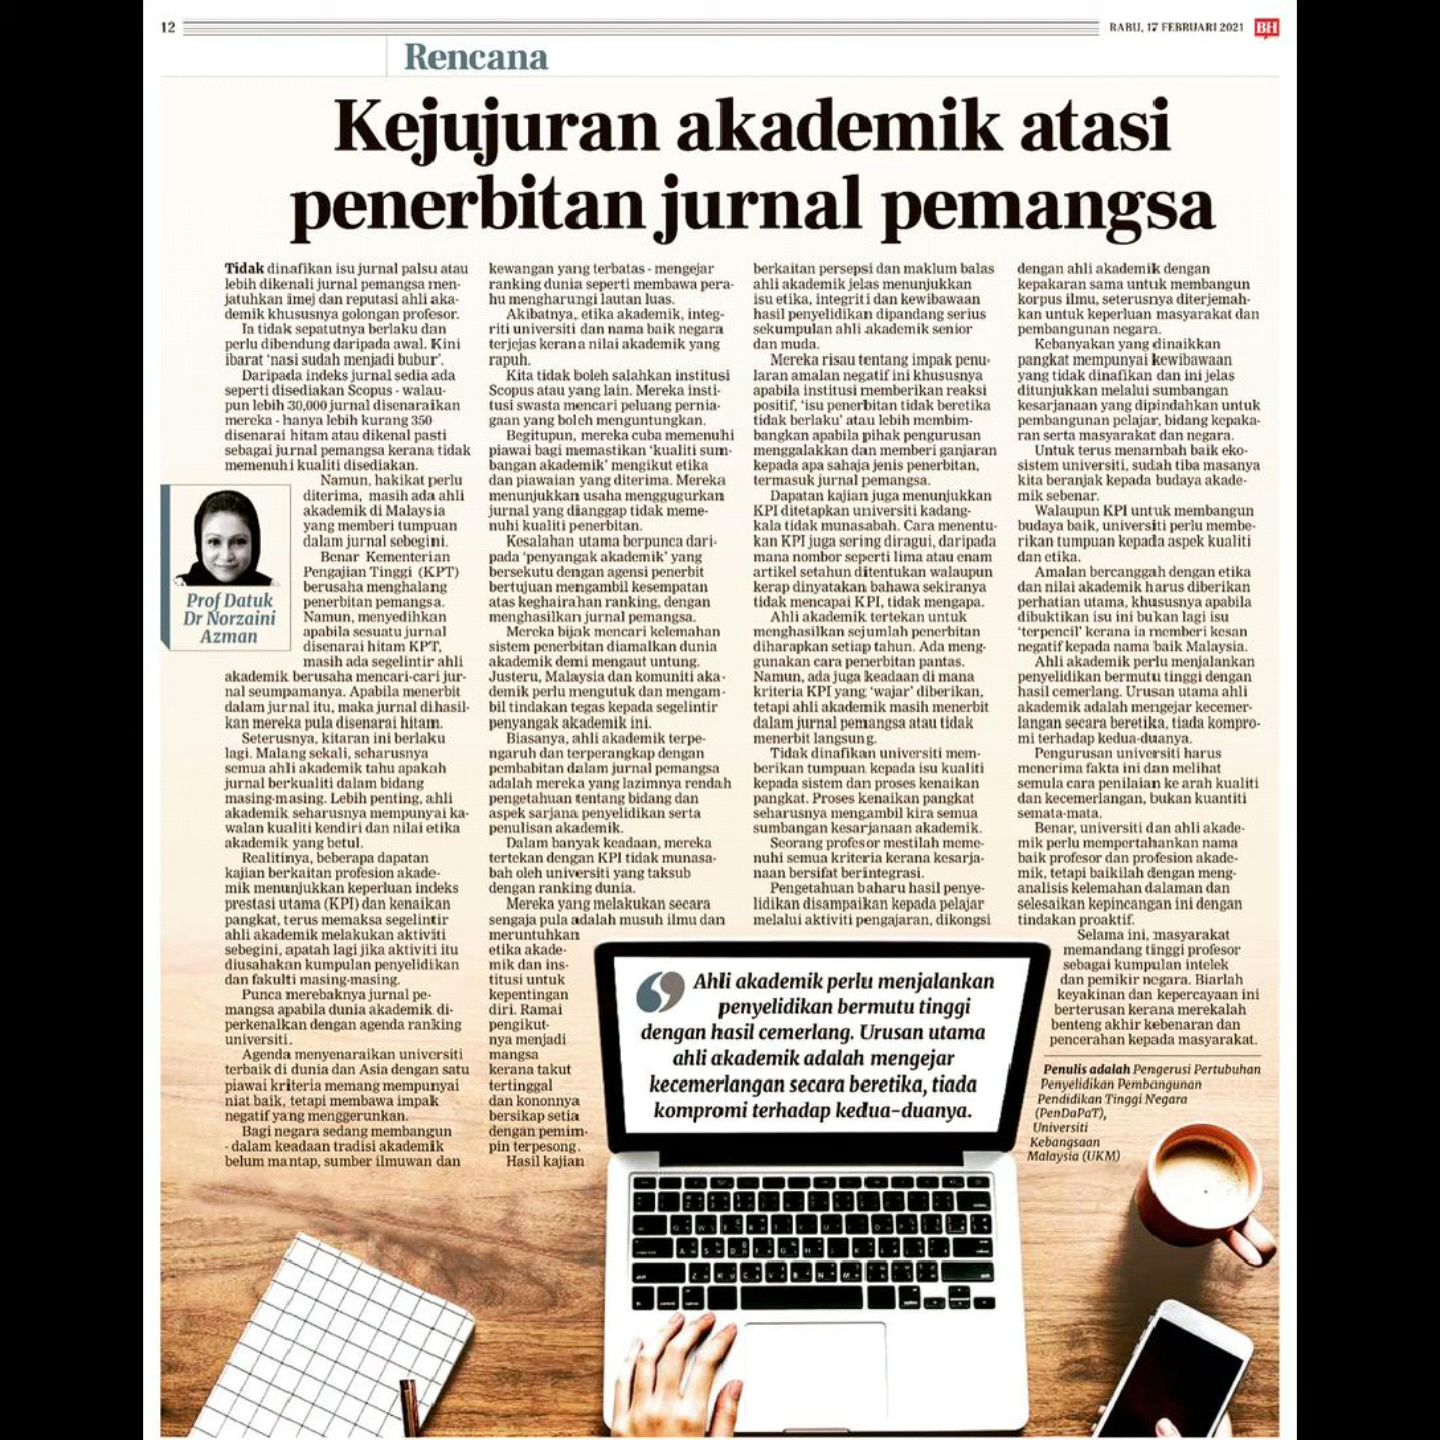 12
RABU, 17 FEBRUARI 2021 BH
Rencana
Kejujuran akademik atasi
penerbitan jurnal pemangsa
Tidak dinafikan isu jurnal palsu atau
lebih dikenali jurnal pemangsa men-
jatuhkan imej dan reputasi ahli aka-
demik khususnya golongan profesor.
Ia tidak sepatutnya berlaku dan
perlu dibendung daripada awal. Kini
ibarat 'nasi sudah menjadi bubur'.
Daripada indeks jurnal sedia ada
seperti disediakan Scopus - walau-
pun lebih 30,000 jurnal disenaraikan
mereka - hanya lebih kurang 350
disenarai hitam atau dikenal pasti
sebagai jurnal pemangsa kerana tidak
memenuhi kualiti disediakan.
Namun, hakikat perlu
diterima, masih ada ahli
akademik di Malaysia
yang memberi tumpuan
dalam jurnal sebegini.
Benar Kementerian
Pengajian Tinggi (KPT)
berusaha menghalang
penerbitan pemangsa.
Namun, menyedihkan
apabila sesuatu jurnal
disenarai hitam KPT,
masih ada segelintir ahli
akademik berusaha mencari-cari jur-
nal seumpamanya. Apabila menerbit
dalam jurnal itu, maka jurnal dihasil-
kan mereka pula disenarai hitam.
Seterusnya, kitaran ini berlaku
lagi. Malang sekali, seharusnya
semua ahli akademik tahu apakah
jurnal berkualiti dalam bidang
masing-masing. Lebih penting, ahli
akademik seharusnya mempunyai ka-
walan kualiti kendiri dan nilai etika
akademik yang betul.
Realitinya, beberapa dapatan
kajian berkaitan profesion akade-
mik menunjukkan keperluan indeks
prestasi utama (KPI) dan kenaikan
pangkat, terus memaksa segelintir
ahli akademik melakukan aktiviti
sebegini, apatah lagi jika aktiviti itu
diusahakan kumpulan penyelidikan
dan fakulti masing-masing.
Punca merebaknya jurnal pe-
mangsa apabila dunia akademik di-
perkenalkan dengan agenda ranking
universiti.
Agenda menyenaraikan universiti
terbaik di dunia dan Asia dengan satu
piawai kriteria memang mempunyai
niat baik, tetapi membawa impak
negatif yang menggerunkan.
Bagi negara sedang membangun
- dalam keadaan tradisi akademik
belum mantap, sumber ilmuwan dan
Prof Datuk
Dr Norzaini
Azman
kewangan yang terbatas - mengejar
ranking dunia seperti membawa pera-
hu mengharungi lautan luas.
Akibatnya, etika akademik, integ-
riti universiti dan nama baik negara
terjejas kerana nilai akademik yang
rapuh.
Kita tidak boleh salahkan institusi
Scopus atau yang lain. Mereka insti-
tusi swasta mencari peluang pernia-
gaan yang boleh menguntungkan.
Begitupun, mereka cuba memenuhi
piawai bagi memastikan 'kualiti sum-
bangan akademik' mengikut etika
dan piawaian yang diterima. Mereka
menunjukkan usaha menggugurkan
jurnal yang dianggap tidak meme-
nuhi kualiti penerbitan.
Kesalahan utama berpunca dari-
pada 'penyangak akademik' yang
bersekutu dengan agensi penerbit
bertujuan mengambil kesempatan
atas keghairahan ranking, dengan
menghasilkan jurnal pemangsa.
Mereka bijak mencari kelemahan
sistem penerbitan diamalkan dunia
akademik demi mengaut untung.
Justeru, Malaysia dan komuniti aka-
demik perlu mengutuk dan mengam-
bil tindakan tegas kepada segelintir
penyangak akademik ini.
Biasanya, ahli akademik terpe-
ngaruh dan terperangkap dengan
pembabitan dalam jurnal pemangsa
adalah mereka yang lazimnya rendah
pengetahuan tentang bidang dan
aspek sarjana penyelidikan serta
penulisan akademik.
Dalam banyak keadaan, mereka
tertekan dengan KPI tidak munasa-
bah oleh universiti yang taksub
dengan ranking dunia.
Mereka yang melakukan secara
sengaja pula adalah musuh ilmu dan
meruntuhkan
etika akade-
mik dan ins-
titusi untuk
kepentingan
diri. Ramai
pengikut-
nya menjadi
mangsa
kerana takut
tertinggal
dan kononnya
bersikap setia
dengan pemim-
pin terpesong.
Hasil kajian
berkaitan persepsi dan maklum balas
ahli akademik jelas menunjukkan
isu etika, integriti dan kewibawaan
hasil penyelidikan dipandang serius
sekumpulan ahli akademik senior
dan muda.
Mereka risau tentang impak penu-
laran amalan negatif ini khususnya
apabila institusi memberikan reaksi
positif, 'isu penerbitan tidak beretika
tidak berlaku' atau lebih membim-
bangkan apabila pihak pengurusan
menggalakkan dan memberi ganjaran
kepada apa sahaja jenis penerbitan,
termasuk jurnal pemangsa.
Dapatan kajian juga menunjukkan
KPI ditetapkan universiti kadang-
kala tidak munasabah. Cara menentu-
kan KPI juga sering diragui, daripada
mana nombor seperti lima atau enam
artikel setahun ditentukan walaupun
kerap dinyatakan bahawa sekiranya
tidak mencapai KPI, tidak mengapa.
Ahli akademik tertekan untuk
menghasilkan sejumlah penerbitan
diharapkan setiap tahun. Ada meng-
gunakan cara penerbitan pantas.
Namun, ada juga keadaan di mana
kriteria KPI yang 'wajar' diberikan,
tetapi ahli akademik masih menerbit
dalam jurnal pemangsa atau tidak
menerbit langsung.
Tidak dinafikan universiti mem-
berikan tumpuan kepada isu kualiti
kepada sistem dan proses kenaikan
pangkat. Proses kenaikan pangkat
seharusnya mengambil kira semua
sumbangan kesarjanaan akademik.
Seorang profesor mestilah meme-
nuhi semua kriteria kerana kesarja-
naan bersifat berintegrasi.
Pengetahuan baharu hasil penye-
lidikan disampaikan kepada pelajar
melalui aktiviti pengajaran, dikongsi
dengan ahli akademik dengan
kepakaran sama untuk membangun
korpus ilmu, seterusnya diterjemah-
kan untuk keperluan masyarakat dan
pembangunan negara.
Kebanyakan yang dinaikkan
pangkat mempunyai kewibawaan
yang tidak dinafikan dan ini jelas
ditunjukkan melalui sumbangan
kesarjanaan yang dipindahkan untuk
pembangunan pelajar, bidang kepaka-
ran serta masyarakat dan negara.
Untuk terus menambah baik eko-
sistem universiti, sudah tiba masanya
kita beranjak kepada budaya akade-
mik sebenar.
Walaupun KPI untuk membangun
budaya baik, universiti perlu membe-
rikan tumpuan kepada aspek kualiti
dan etika.
Amalan bercanggah dengan etika
dan nilai akademik harus diberikan
perhatian utama, khususnya apabila
dibuktikan isu ini bukan lagi isu
'terpencil' kerana ia memberi kesan
negatif kepada nama baik Malaysia.
Ahli akademik perlu menjalankan
penyelidikan bermutu tinggi dengan
hasil cemerlang. Urusan utama ahli
akademik adalah mengejar kecemer-
langan secara beretika, tiada kompro-
mi terhadap kedua-duanya.
Pengurusan universiti harus
menerima fakta ini dan melihat
semula cara penilaian ke arah kualiti
dan kecemerlangan, bukan kuantiti
semata-mata.
Benar, universiti dan ahli akade-
mik perlu mempertahankan nama
baik profesor dan profesion akade-
mik, tetapi baikilah dengan meng-
analisis kelemahan dalaman dan
selesaikan kepincangan ini dengan
tindakan proaktif.
Selama ini, masyarakat
memandang tinggi profesor
sebagai kumpulan intelek
dan pemikir negara. Biarlah
keyakinan dan kepercayaan ini
berterusan kerana merekalah
benteng akhir kebenaran dan
pencerahan kepada masyarakat.
Penulis adalah Pengerusi Pertubuhan
Penyelidikan Pembangunan
Pendidikan Tinggi Negara
(PenDaPaT),
Universiti
Kebangsaan
Malaysia (UKM)
Ahli akademik perlu menjalankan
penyelidikan bermutu tinggi
dengan hasil cemerlang. Urusan utama
ahli akademik adalah mengejar
kecemerlangan secara beretika, tiada
kompromi terhadap kedua-duanya.